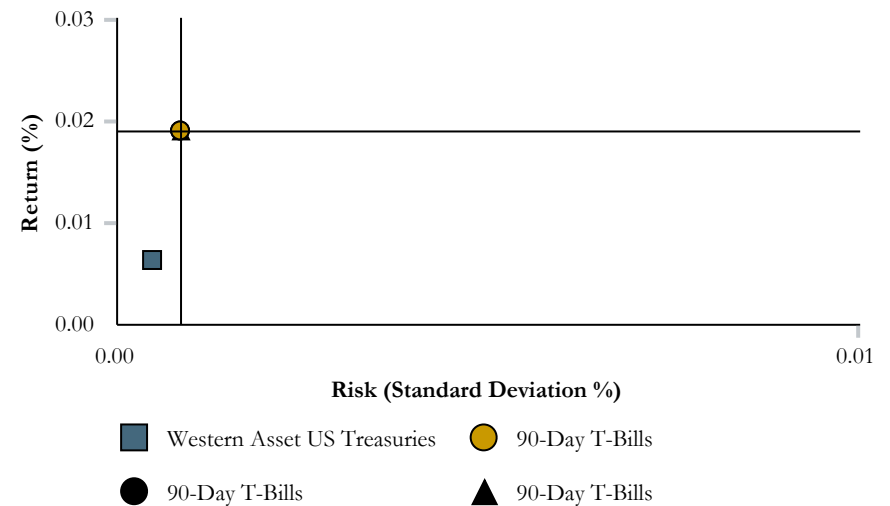 0.03
0.02
0.01
0.00
Return (%)
0.00 0.01
Risk (Standard Deviation %)
Western Asset US Treasuries 90-Day T-Bills
90-Day T-Bills 90-Day T-Bills